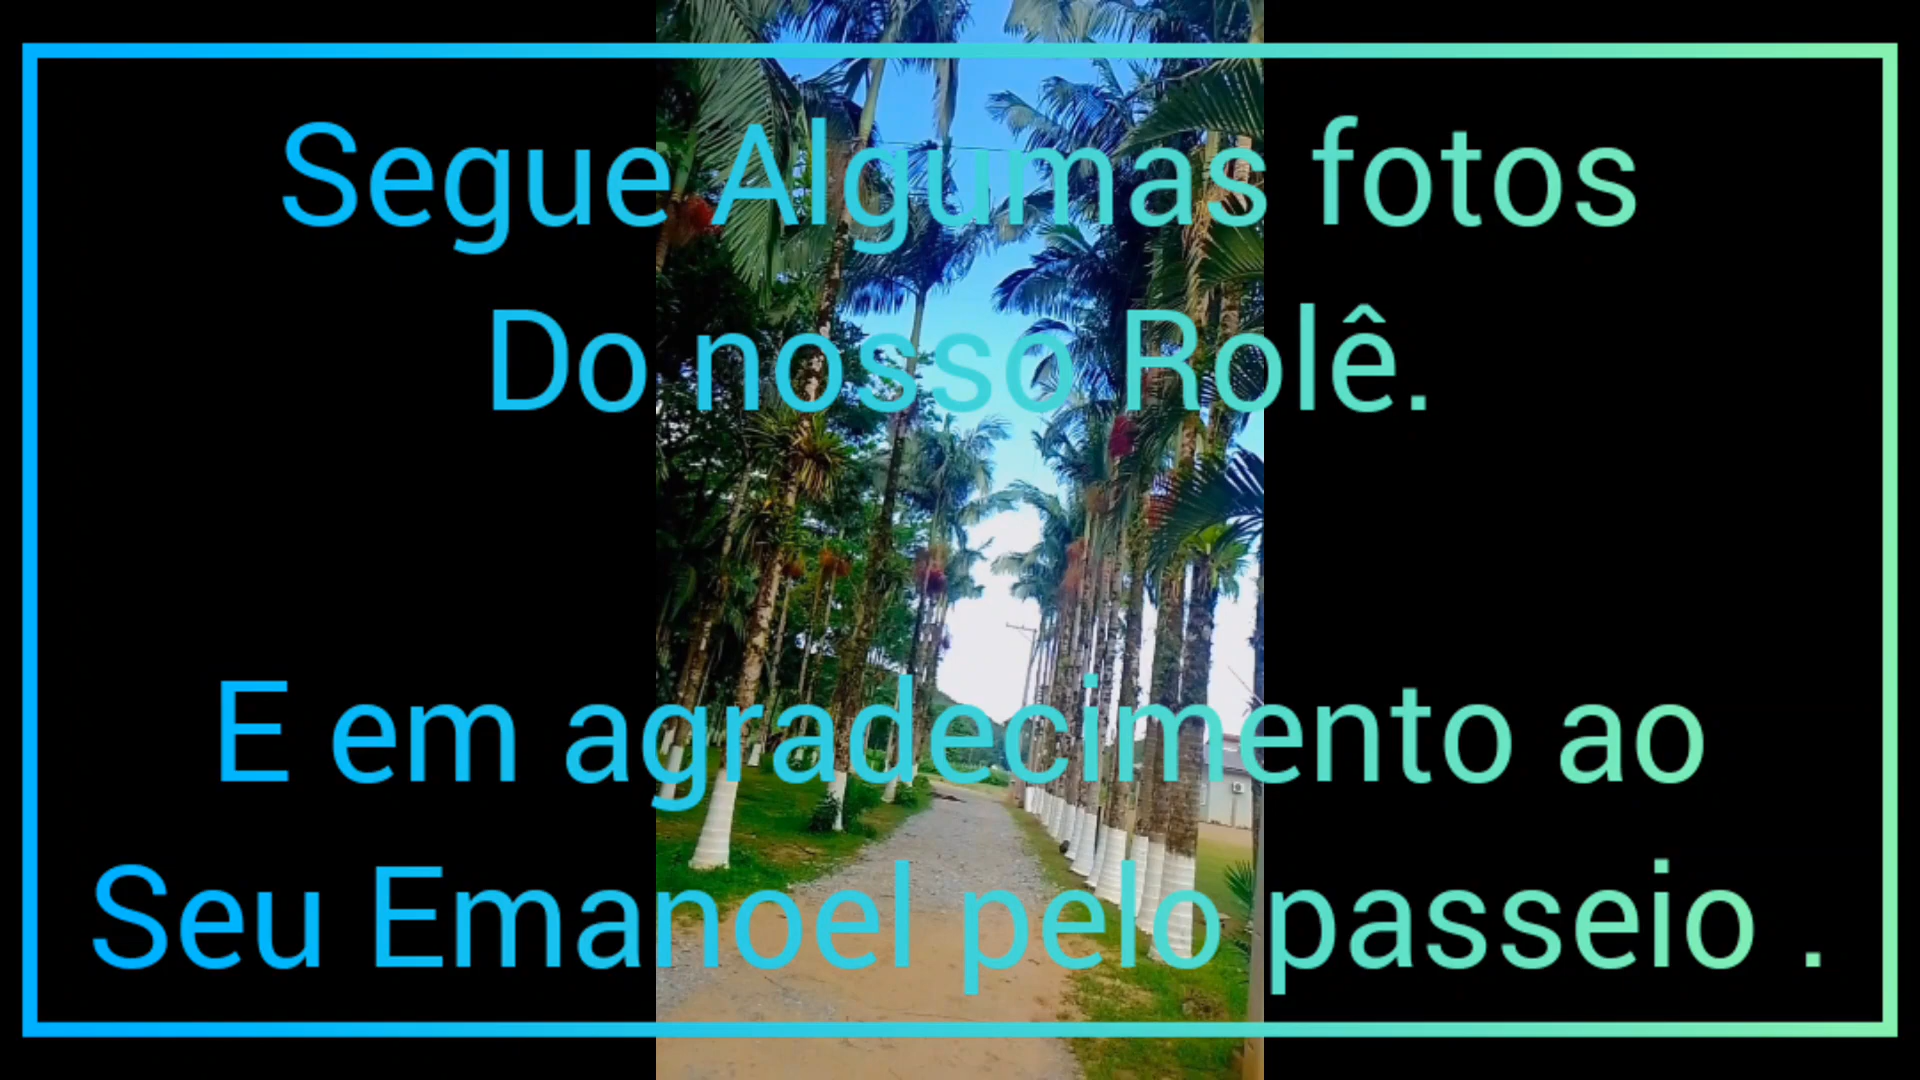 Segue Algumas fotos
Do nosso Rolê.
E em agradecimento ao
Seu Emanoel pelo passeio .